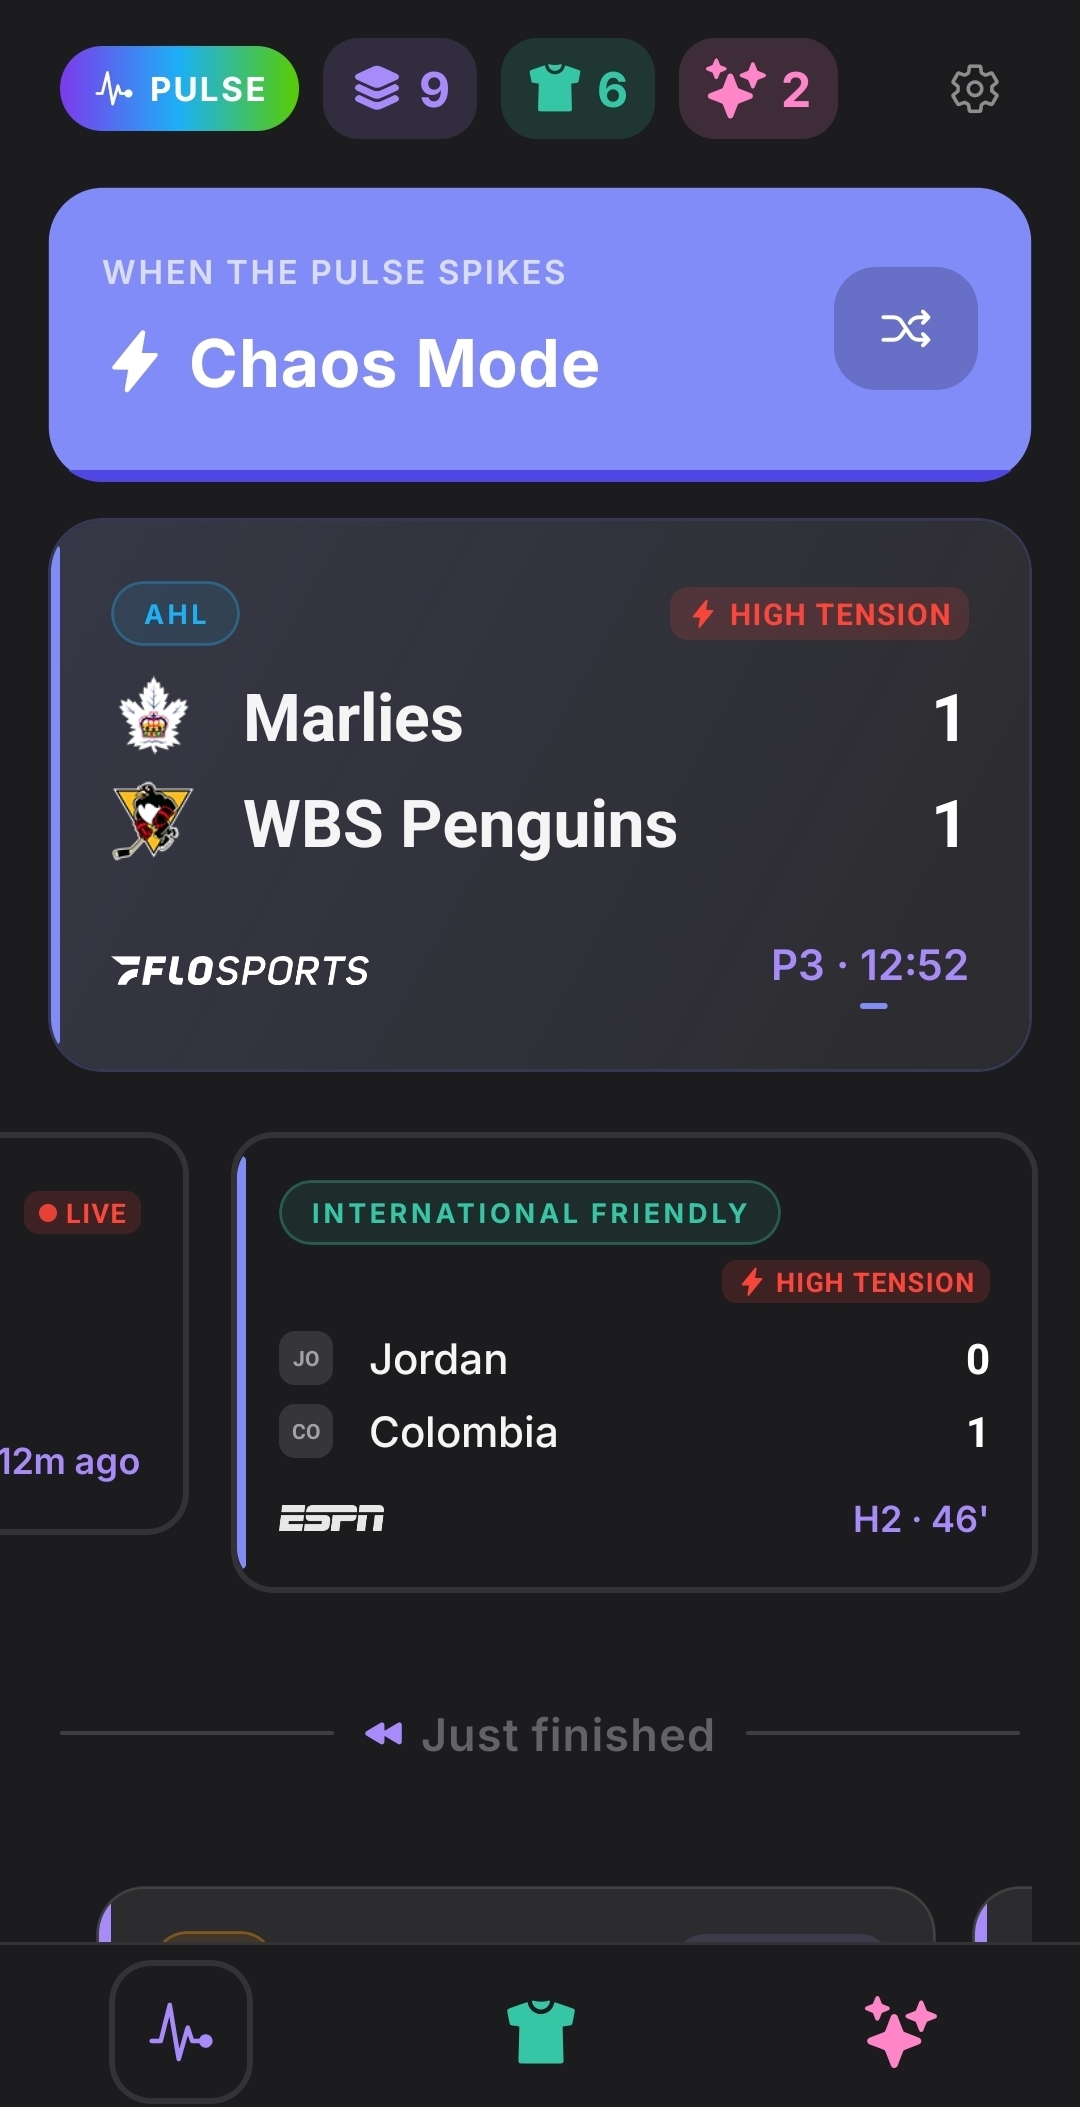 PULSE 9 6 2
WHEN THE PULSE SPIKES
Chaos Mode
AHL HIGH TENSION
Marlies 1
WBS Penguins 1
FLOSPORTS P3 · 12:52
LIVE
12m ago
INTERNATIONAL FRIENDLY
HIGH TENSION
JO Jordan 0
CO Colombia 1
ESPN H2 · 46'
Just finished